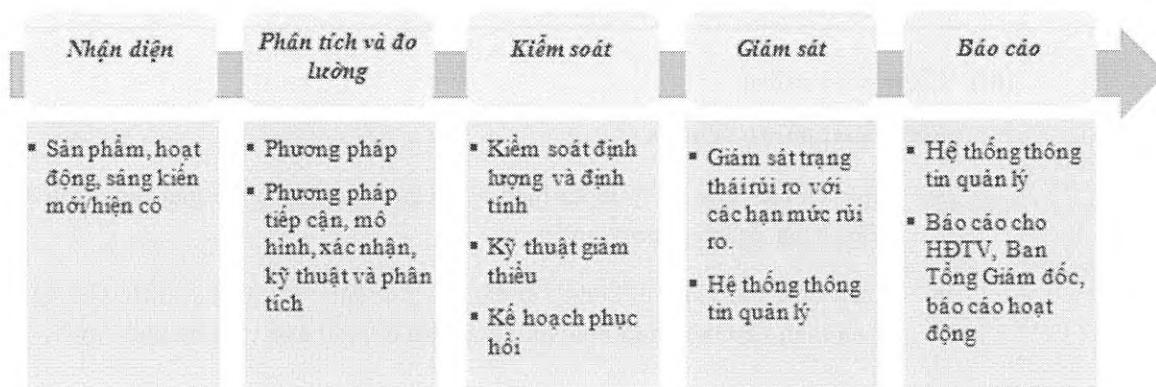 Nhận diện
Phân tích và đo
lường
Kiểm soát
Giám sát
Báo cáo
▪ Sản phẩm, hoạt
động, sáng kiến
mới/hiện có
▪ Phương pháp
▪ Phương pháp
tiếp cận, mô
hình, xác nhận,
kỹ thuật và phân
tích
▪ Kiểm soát định
lượng và định
tính
▪ Kỹ thuật giảm
thiểu
▪ Kế hoạch phục
hồi
▪ Giám sát trạng
thái rủi ro với
các hạn mức rủi
ro.
▪ Hệ thống thông
tin quản lý
▪ Hệ thống thông
tin quản lý
▪ Báo cáo cho
HĐTV, Ban
Tổng Giám đốc,
báo cáo hoạt
động